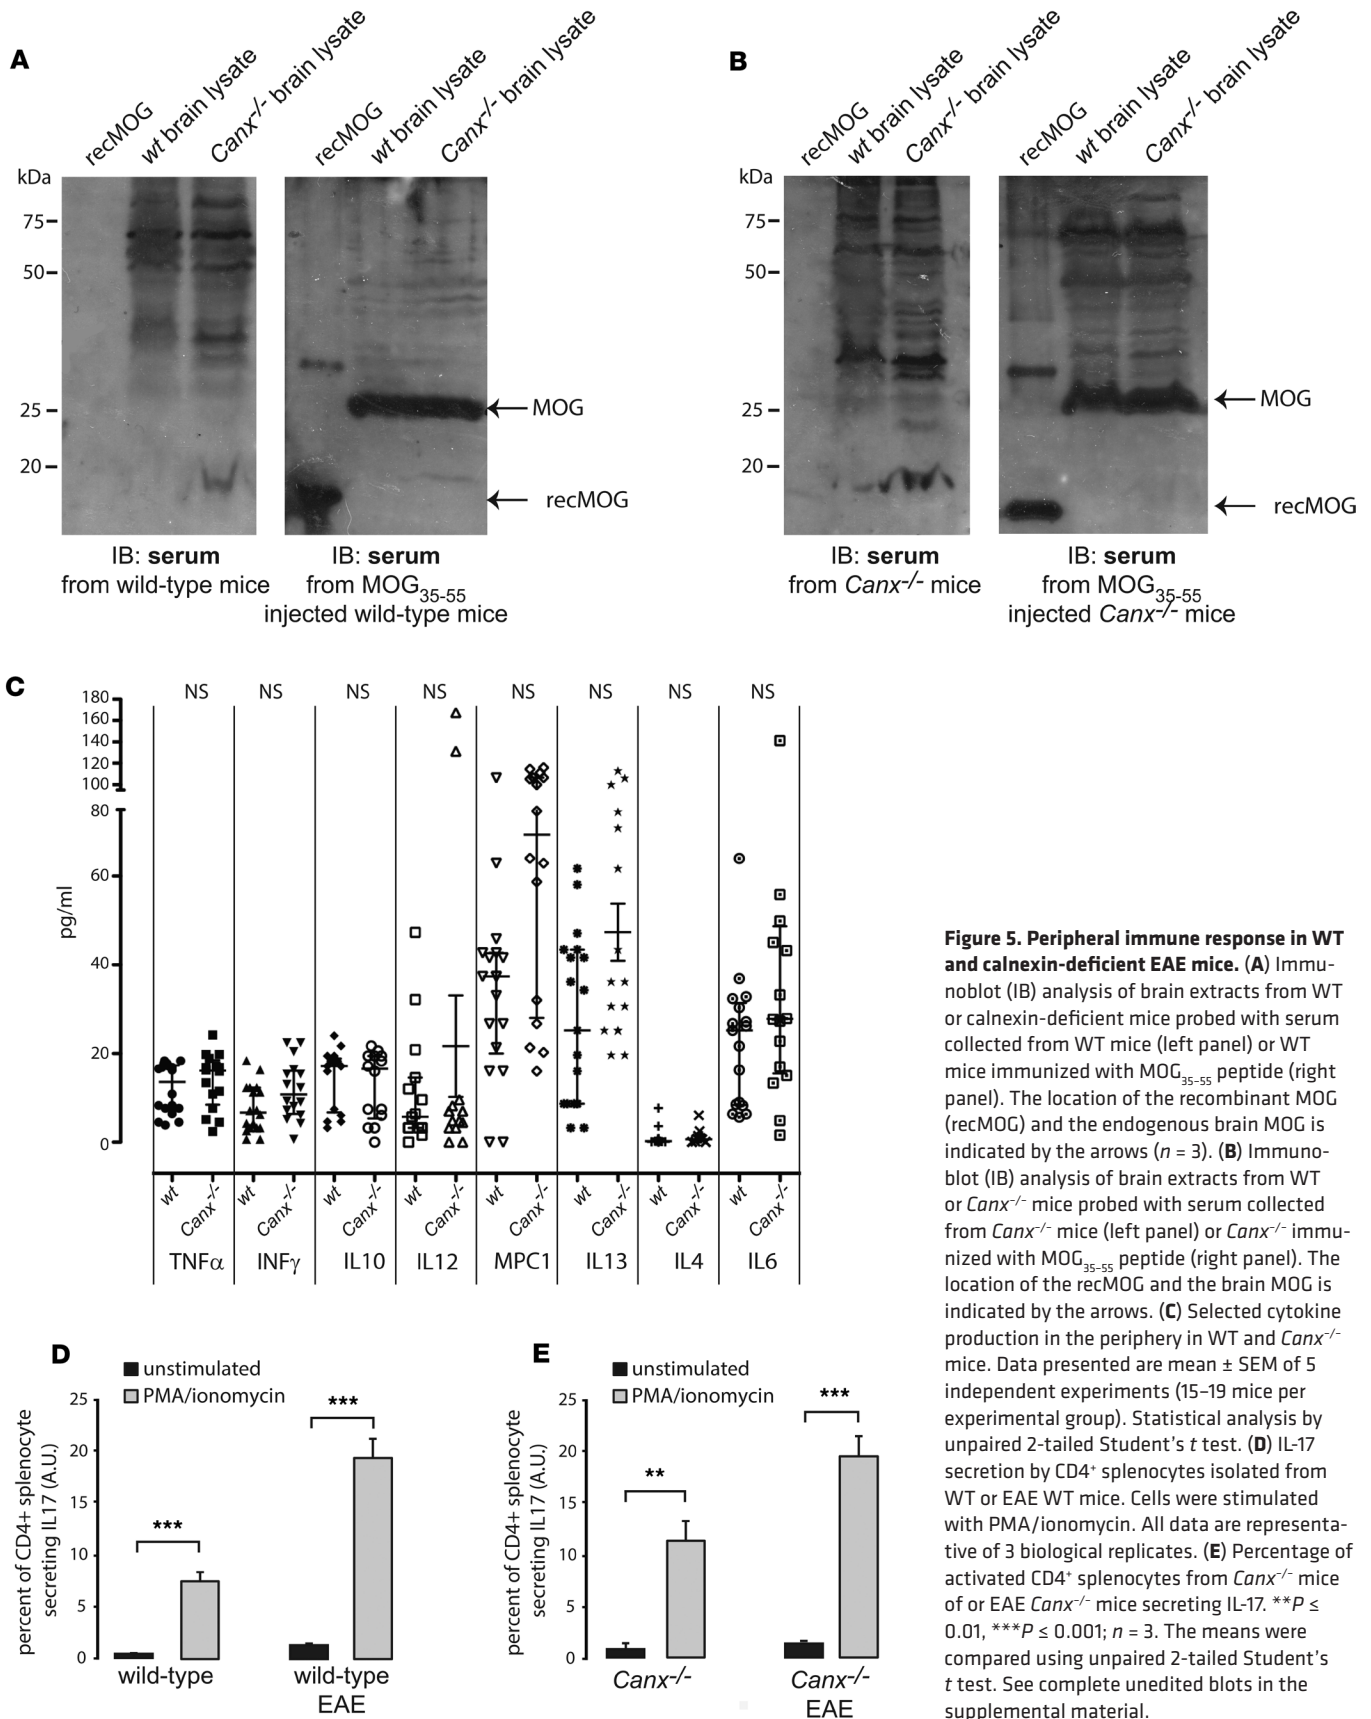 A
recMOG
wt brain lysate
Canx-/- brain lysate
recMOG
wt brain lysate
Canx-/- brain lysate
kDa
75
50
25
20
MOG
recMOG
IB: serum
from wild-type mice
IB: serum
from MOG35-55
injected wild-type mice
B
recMOG
wt brain lysate
Canx-/- brain lysate
recMOG
wt brain lysate
Canx-/- brain lysate
kDa
75
50
25
20
MOG
recMOG
IB: serum
from Canx-/- mice
IB: serum
from MOG35-55
injected Canx-/- mice
C
NS NS NS NS NS NS NS NS
180
160
140
120
100
80
60
40
20
0
pg/ml
wt Canx-/- wt Canx-/- wt Canx-/- wt Canx-/- wt Canx-/- wt Canx-/- wt Canx-/- wt Canx-/-
TNFα INFγ IL10 IL12 MPC1 IL13 IL4 IL6
D
unstimulated
PMA/ionomycin
percent of CD4+ splenocyte
secreting IL17 (A.U.)
25
20
15
10
5
0
***
***
wild-type
wild-type
EAE
E
unstimulated
PMA/ionomycin
percent of CD4+ splenocyte
secreting IL17 (A.U.)
25
20
15
10
5
0
**
***
Canx-/-
Canx-/-
EAE
Figure 5. Peripheral immune response in WT
and calnexin-deficient EAE mice. (A) Immu-
noblot (IB) analysis of brain extracts from WT
or calnexin-deficient mice probed with serum
collected from WT mice (left panel) or WT
mice immunized with MOG35–55 peptide (right
panel). The location of the recombinant MOG
(recMOG) and the endogenous brain MOG is
indicated by the arrows (n = 3). (B) Immuno-
blot (IB) analysis of brain extracts from WT
or Canx–/– mice probed with serum collected
from Canx–/– mice (left panel) or Canx–/– immu-
nized with MOG35–55 peptide (right panel). The
location of the recMOG and the brain MOG is
indicated by the arrows. (C) Selected cytokine
production in the periphery in WT and Canx–/–
mice. Data presented are mean ± SEM of 5
independent experiments (15–19 mice per
experimental group). Statistical analysis by
unpaired 2-tailed Student's t test. (D) IL-17
secretion by CD4+ splenocytes isolated from
WT or EAE WT mice. Cells were stimulated
with PMA/ionomycin. All data are representa-
tive of 3 biological replicates. (E) Percentage of
activated CD4+ splenocytes from Canx–/– mice
of or EAE Canx–/– mice secreting IL-17. **P ≤
0.01, ***P ≤ 0.001; n = 3. The means were
compared using unpaired 2-tailed Student's
t test. See complete unedited blots in the
supplemental material.